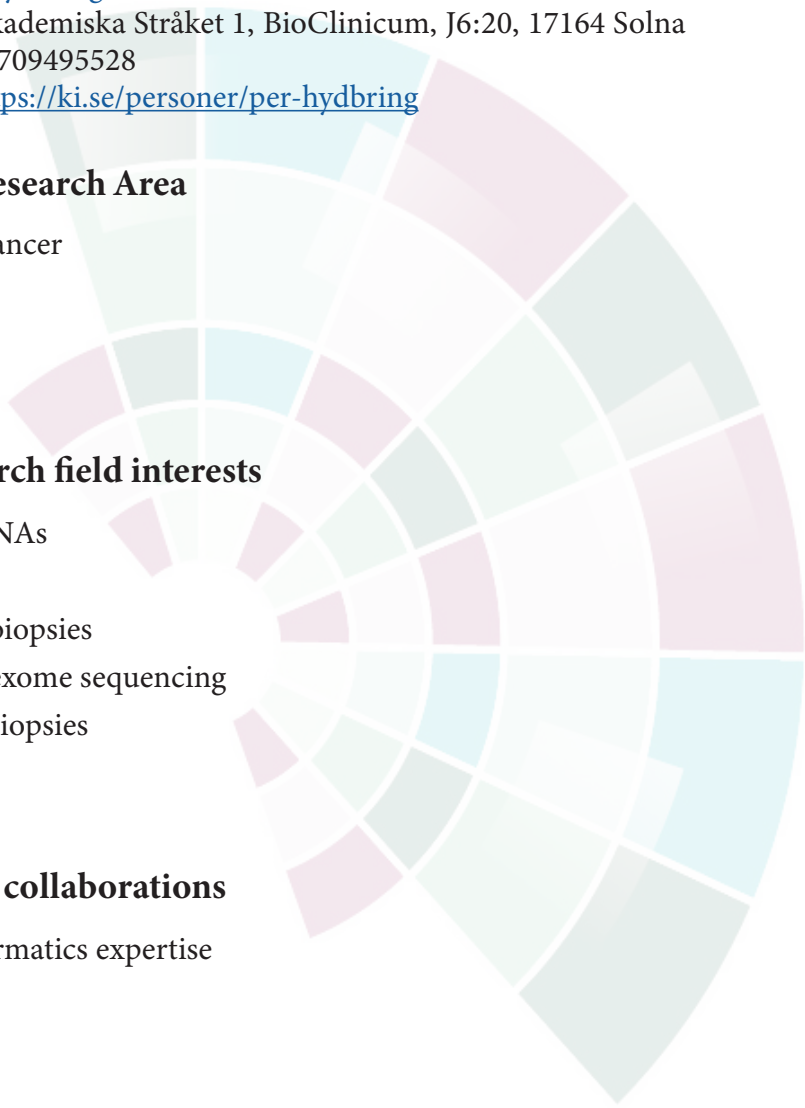 kademiska Stråket 1, BioClinicum, J6:20, 17164 Solna
709495528
ps://ki.se/personer/per-hydbring
esearch Area
ancer
rch field interests
NAs
biopsies
exome sequencing
iopsies
collaborations
rmatics expertise